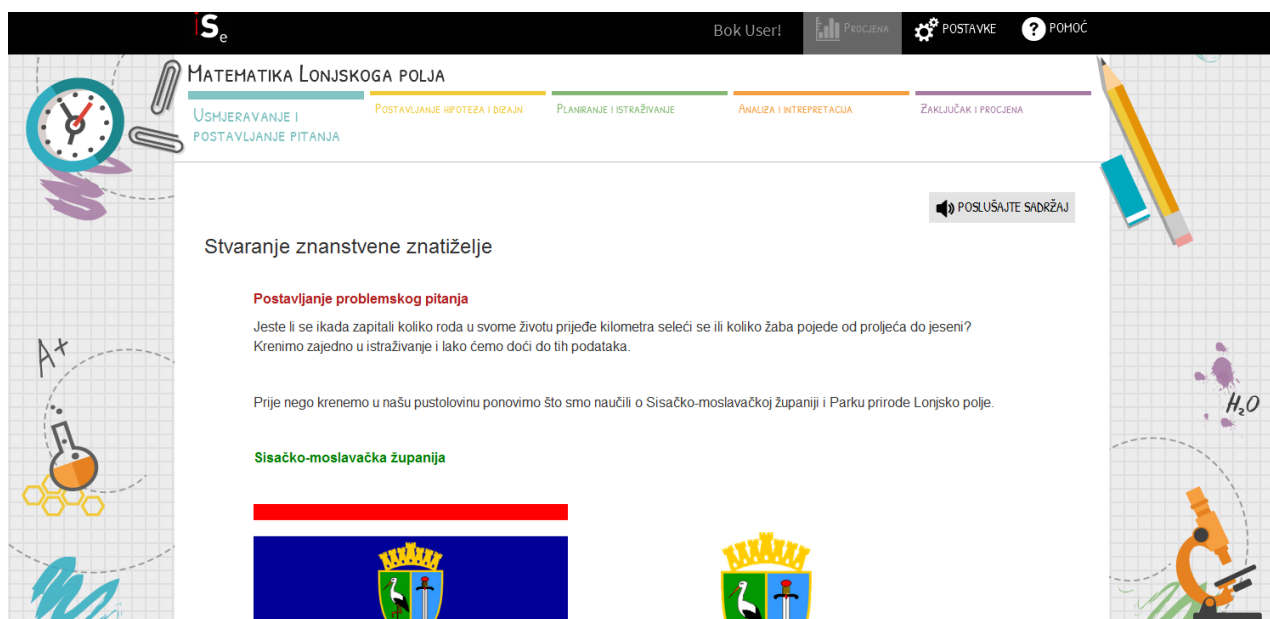 iSe
Bok User!
Procjena
POSTAVKE
? POMOĆ
Matematika Lonjskoga polja
Usmjeravanje i
postavljanje pitanja
Postavljanje hipoteza i dizajn
Planiranje i istraživanje
Analiza i intrepretacija
Zaključak i procjena
POSLUŠAJTE SADRŽAJ
Stvaranje znanstvene znatiželje
Postavljanje problemskog pitanja
Jeste li se ikada zapitali koliko roda u svome životu prijeđe kilometra seleći se ili koliko žaba pojede od proljeća do jeseni?
Krenimo zajedno u istraživanje i lako ćemo doći do tih podataka.
Prije nego krenemo u našu pustolovinu ponovimo što smo naučili o Sisačko-moslavačkoj županiji i Parku prirode Lonjsko polje.
Sisačko-moslavačka županija
A+
H₂O